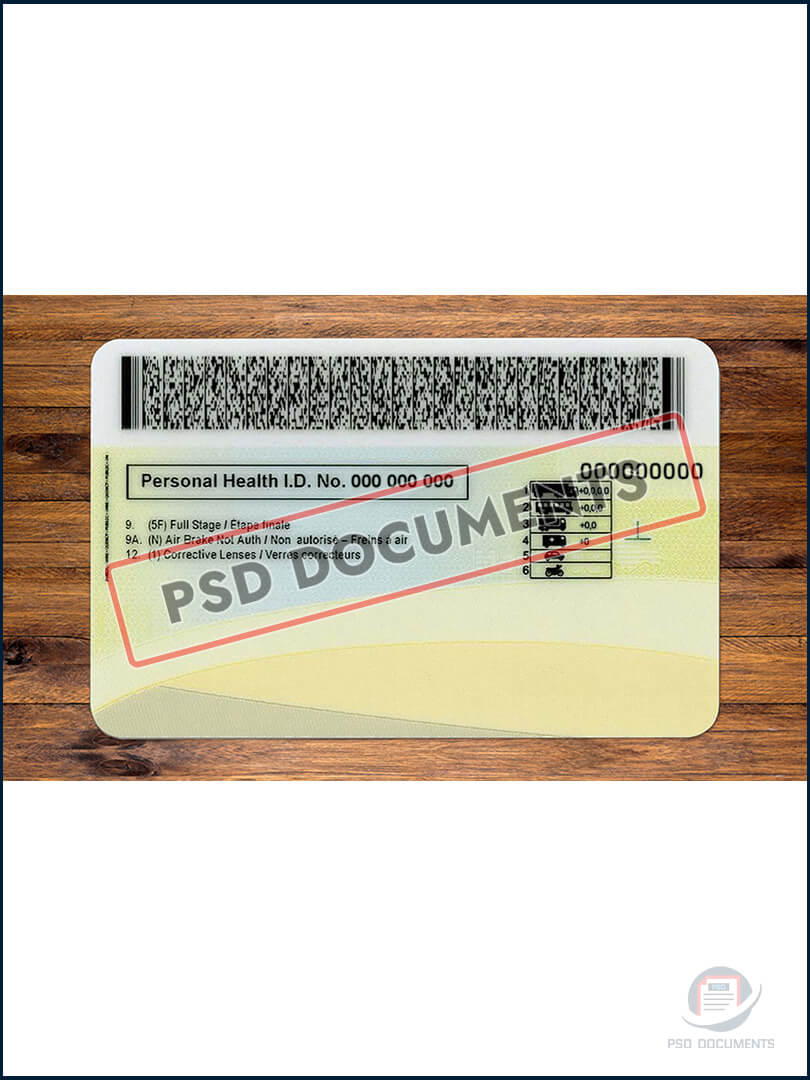 Personal Health I.D. No. 000 000 000
000000000
9. (5F) Full Stage / Étape finale
9A. (N) Air Brake Not Auth / Non autorisé – Freins à air
12 (1) Corrective Lenses / Verres correcteurs
+0,0,0,0
2 +0,0,0
3 +0,0
4 +0
5
6
PSD DOCUMENTS
PSD
PSD DOCUMENTS